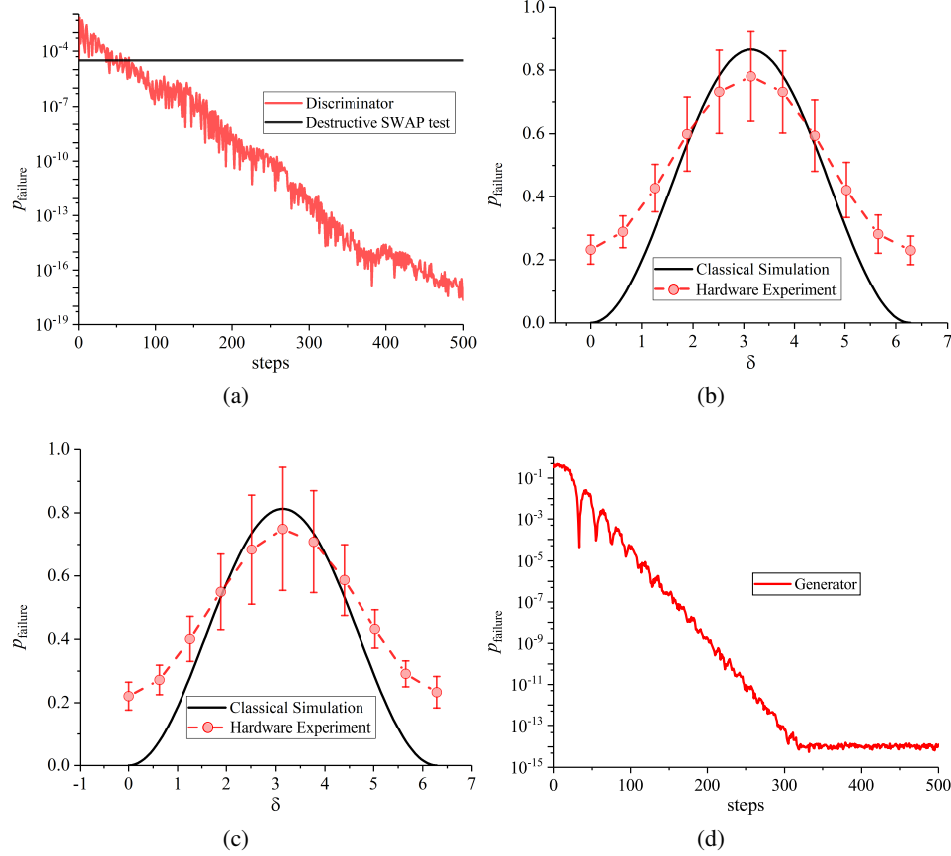 10^-4
10^-7
10^-10
10^-13
10^-16
10^-19
p_failure
0 100 200 300 400 500
steps
Discriminator
Destructive SWAP test
(a)
1.0
0.8
0.6
0.4
0.2
0.0
p_failure
0 1 2 3 4 5 6 7
δ
Classical Simulation
Hardware Experiment
(b)
1.0
0.8
0.6
0.4
0.2
0.0
p_failure
-1 0 1 2 3 4 5 6 7
δ
Classical Simulation
Hardware Experiment
(c)
10^-1
10^-3
10^-5
10^-7
10^-9
10^-11
10^-13
10^-15
p_failure
0 100 200 300 400 500
steps
Generator
(d)